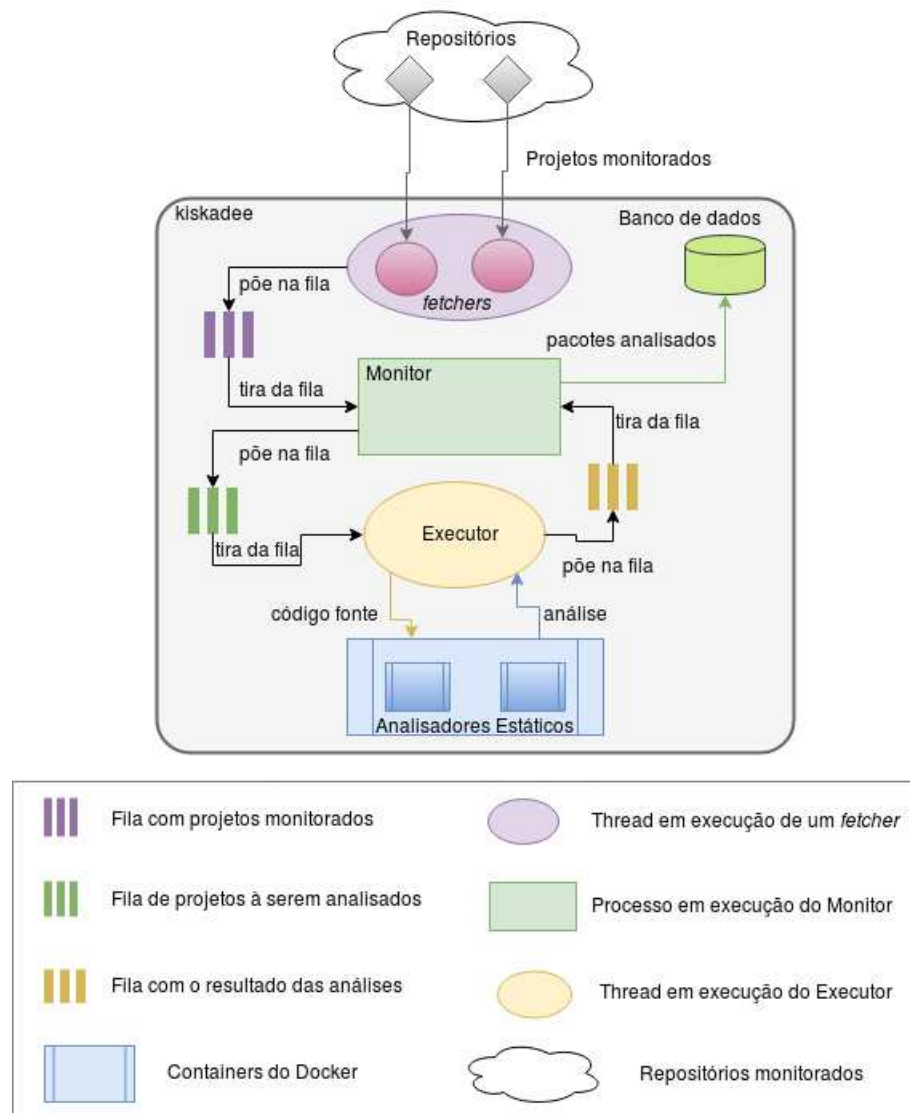 Repositórios
Projetos monitorados
kiskadee
Banco de dados
põe na fila
fetchers
pacotes analisados
Monitor
tira da fila
tira da fila
põe na fila
Executor
tira da fila
põe na fila
código fonte
análise
Analisadores Estáticos
Fila com projetos monitorados
Thread em execução de um fetcher
Fila de projetos à serem analisados
Processo em execução do Monitor
Fila com o resultado das análises
Thread em execução do Executor
Containers do Docker
Repositórios monitorados